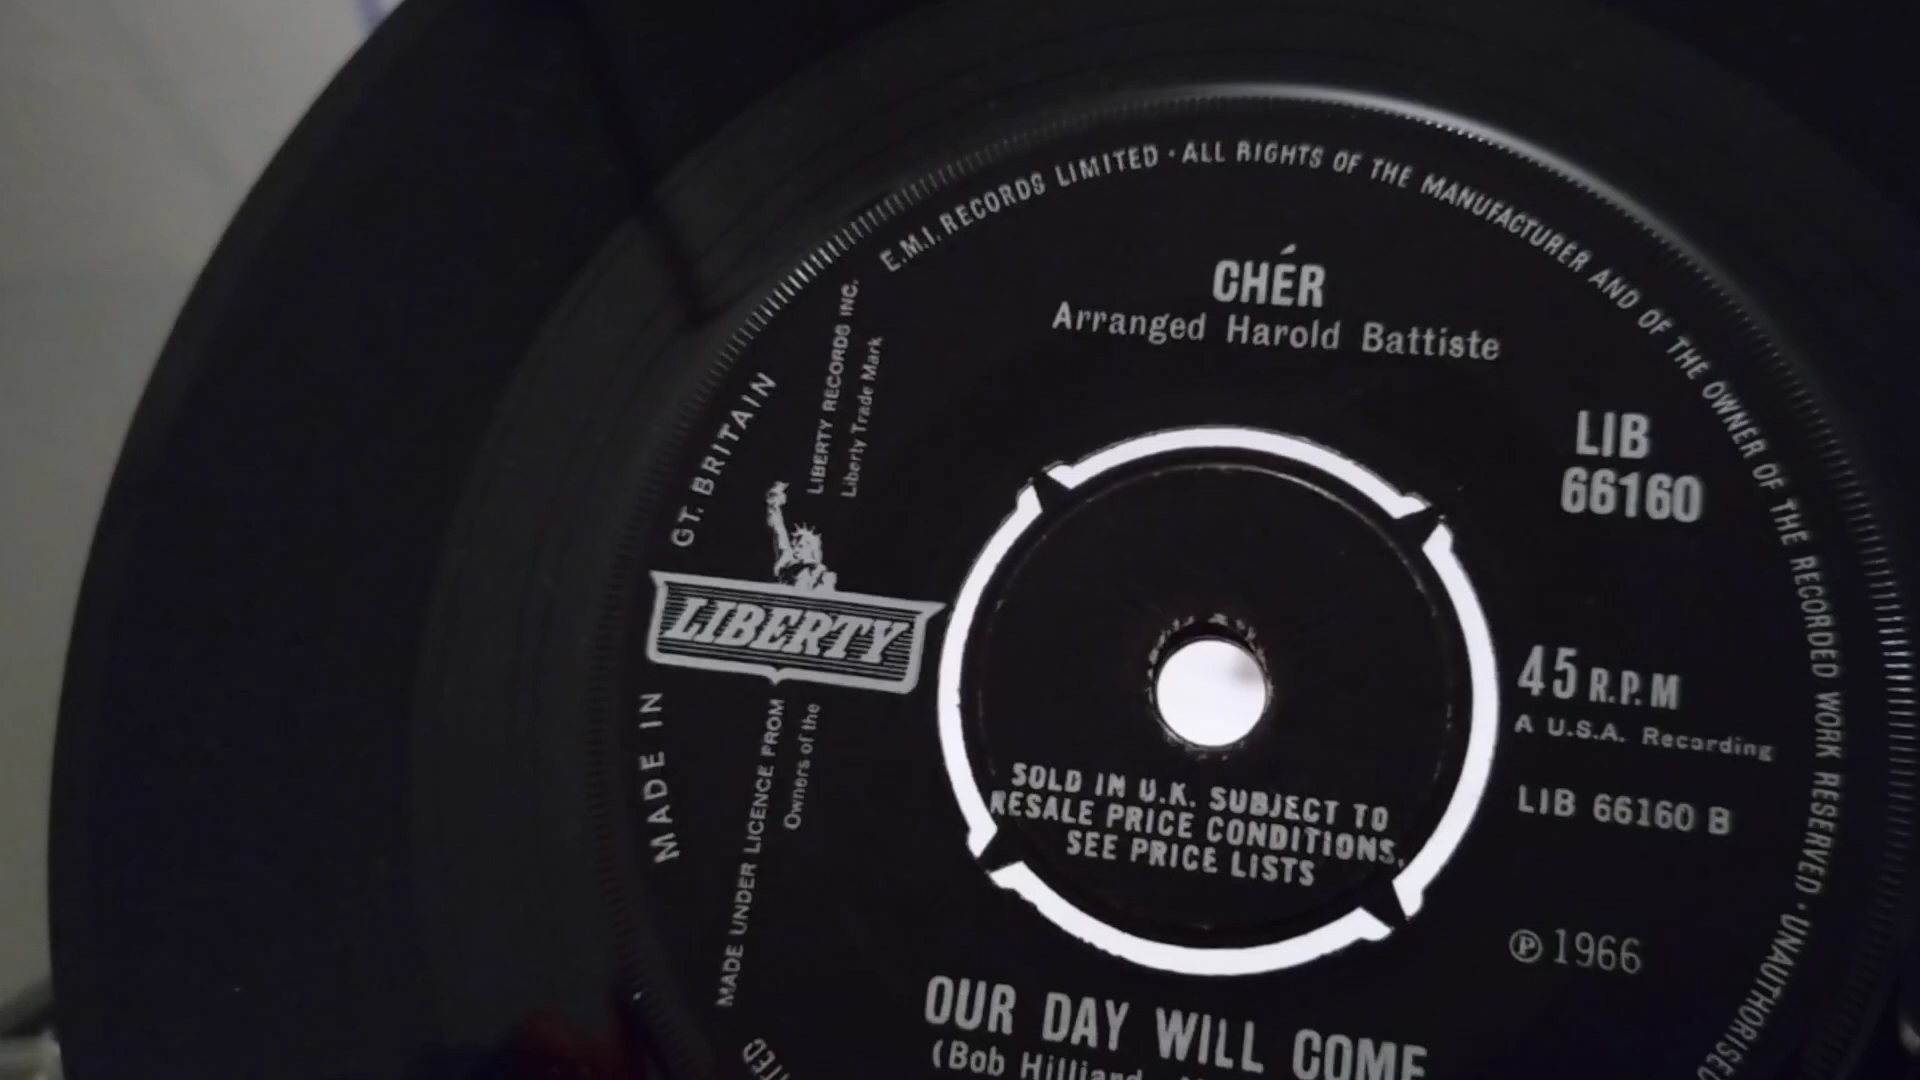 E.M.I. RECORDS LIMITED · ALL RIGHTS OF THE MANUFACTURER AND OF THE OWNER OF THE RECORDED WORK RESERVED · UNAUTHORISED
CHÉR
Arranged Harold Battiste
LIB
66160
LIBERTY RECORDS INC.
Liberty Trade Mark
MADE IN GT. BRITAIN
LIBERTY
MADE UNDER LICENCE FROM
Owners of the
45 R.P.M
A U.S.A. Recording
LIB 66160 B
SOLD IN U.K. SUBJECT TO
RESALE PRICE CONDITIONS,
SEE PRICE LISTS
℗ 1966
OUR DAY WILL COME
(Bob Hilliard